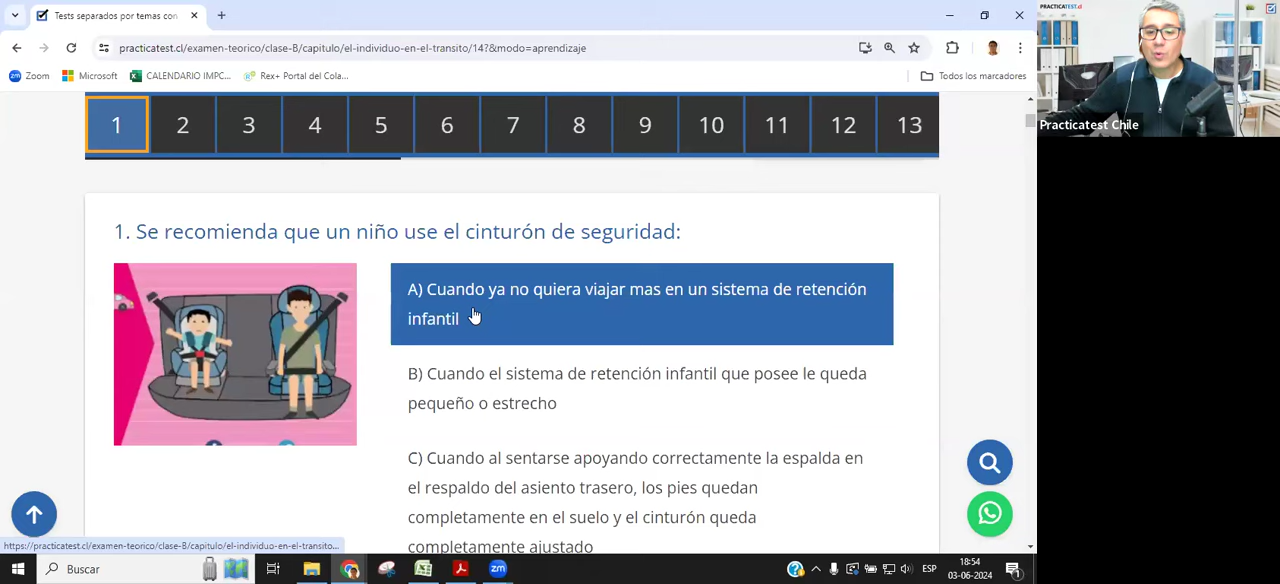 Tests separados por temas con
practicatest.cl/examen-teorico/clase-B/capitulo/el-individuo-en-el-transito/147&modo=aprendizaje
Zoom
Microsoft
CALENDARIO IMPC...
Rex+ Portal del Cola...
Todos los marcadores
PRACTICATEST.cl
Practicatest Chile
1 2 3 4 5 6 7 8 9 10 11 12 13
1. Se recomienda que un niño use el cinturón de seguridad:
A) Cuando ya no quiera viajar mas en un sistema de retención
infantil
B) Cuando el sistema de retención infantil que posee le queda
pequeño o estrecho
C) Cuando al sentarse apoyando correctamente la espalda en
el respaldo del asiento trasero, los pies quedan
completamente en el suelo y el cinturón queda
completamente ajustado
https://practicatest.cl/examen-teorico/clase-B/capitulo/el-individuo-en-el-transito...
Buscar
zm
ESP
18:54
03-06-2024
1